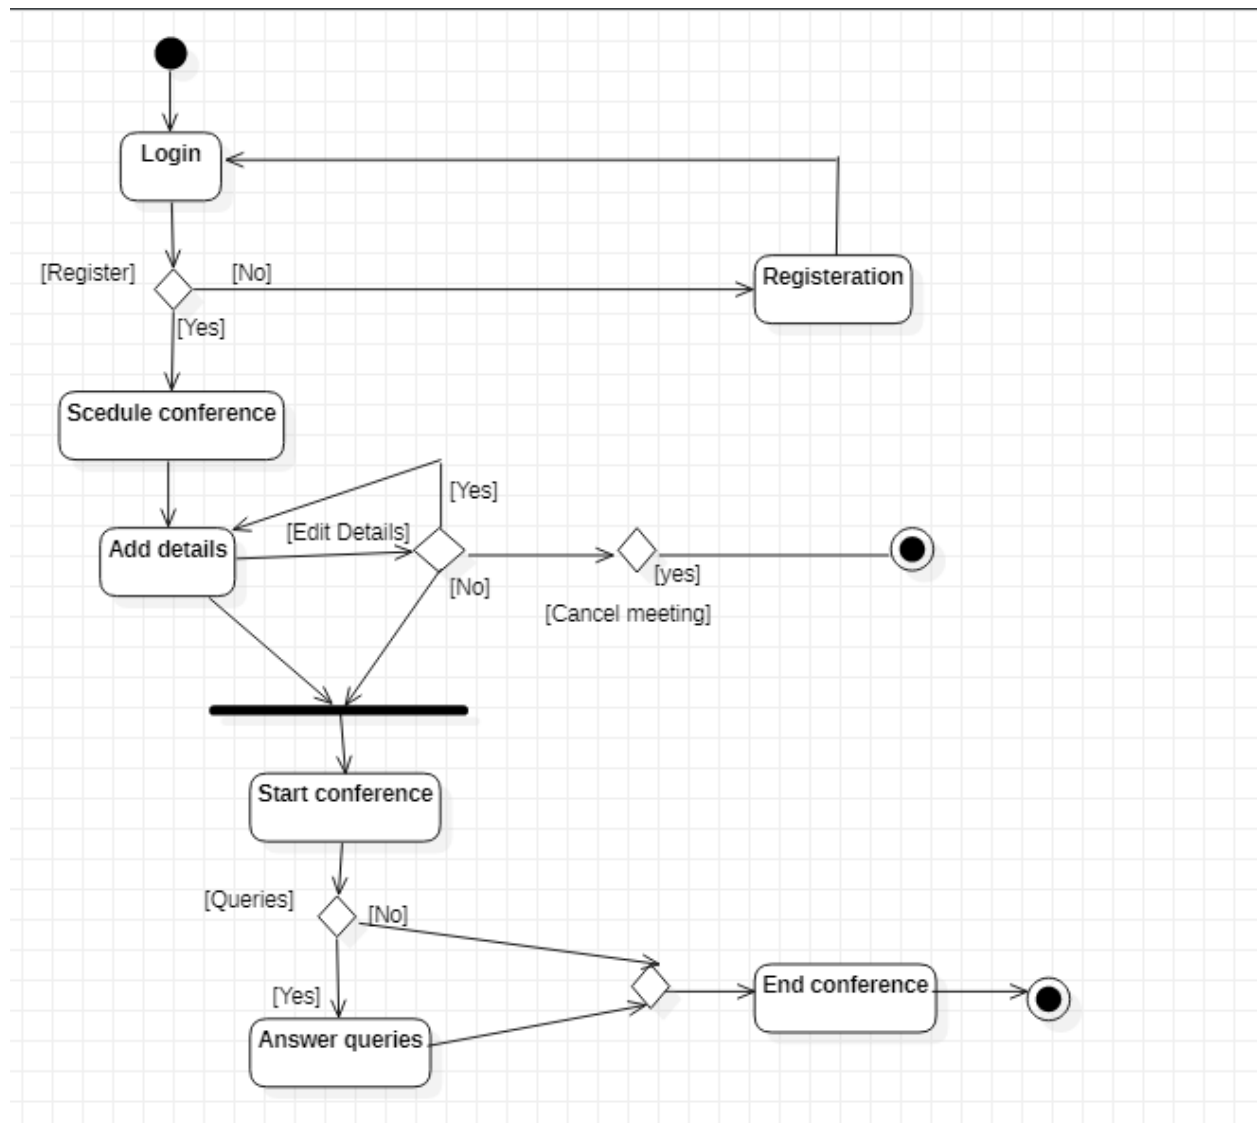 Login
[Register]
[No]
Registeration
[Yes]
Scedule conference
[Yes]
[Edit Details]
Add details
[No]
[yes]
[Cancel meeting]
Start conference
[Queries]
[No]
[Yes]
End conference
Answer queries